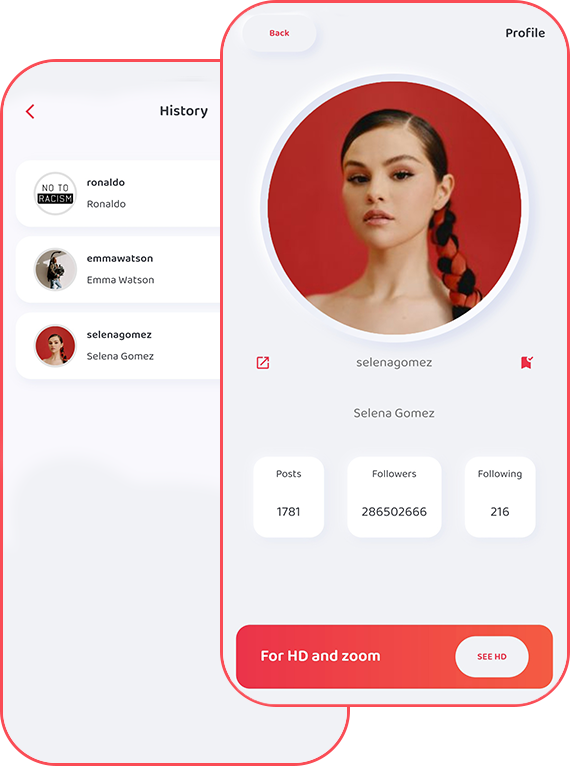 History
NO TO
RACISM
ronaldo
Ronaldo
emmawatson
Emma Watson
selenagomez
Selena Gomez
Back
Profile
selenagomez
Selena Gomez
Posts
1781
Followers
286502666
Following
216
For HD and zoom
SEE HD